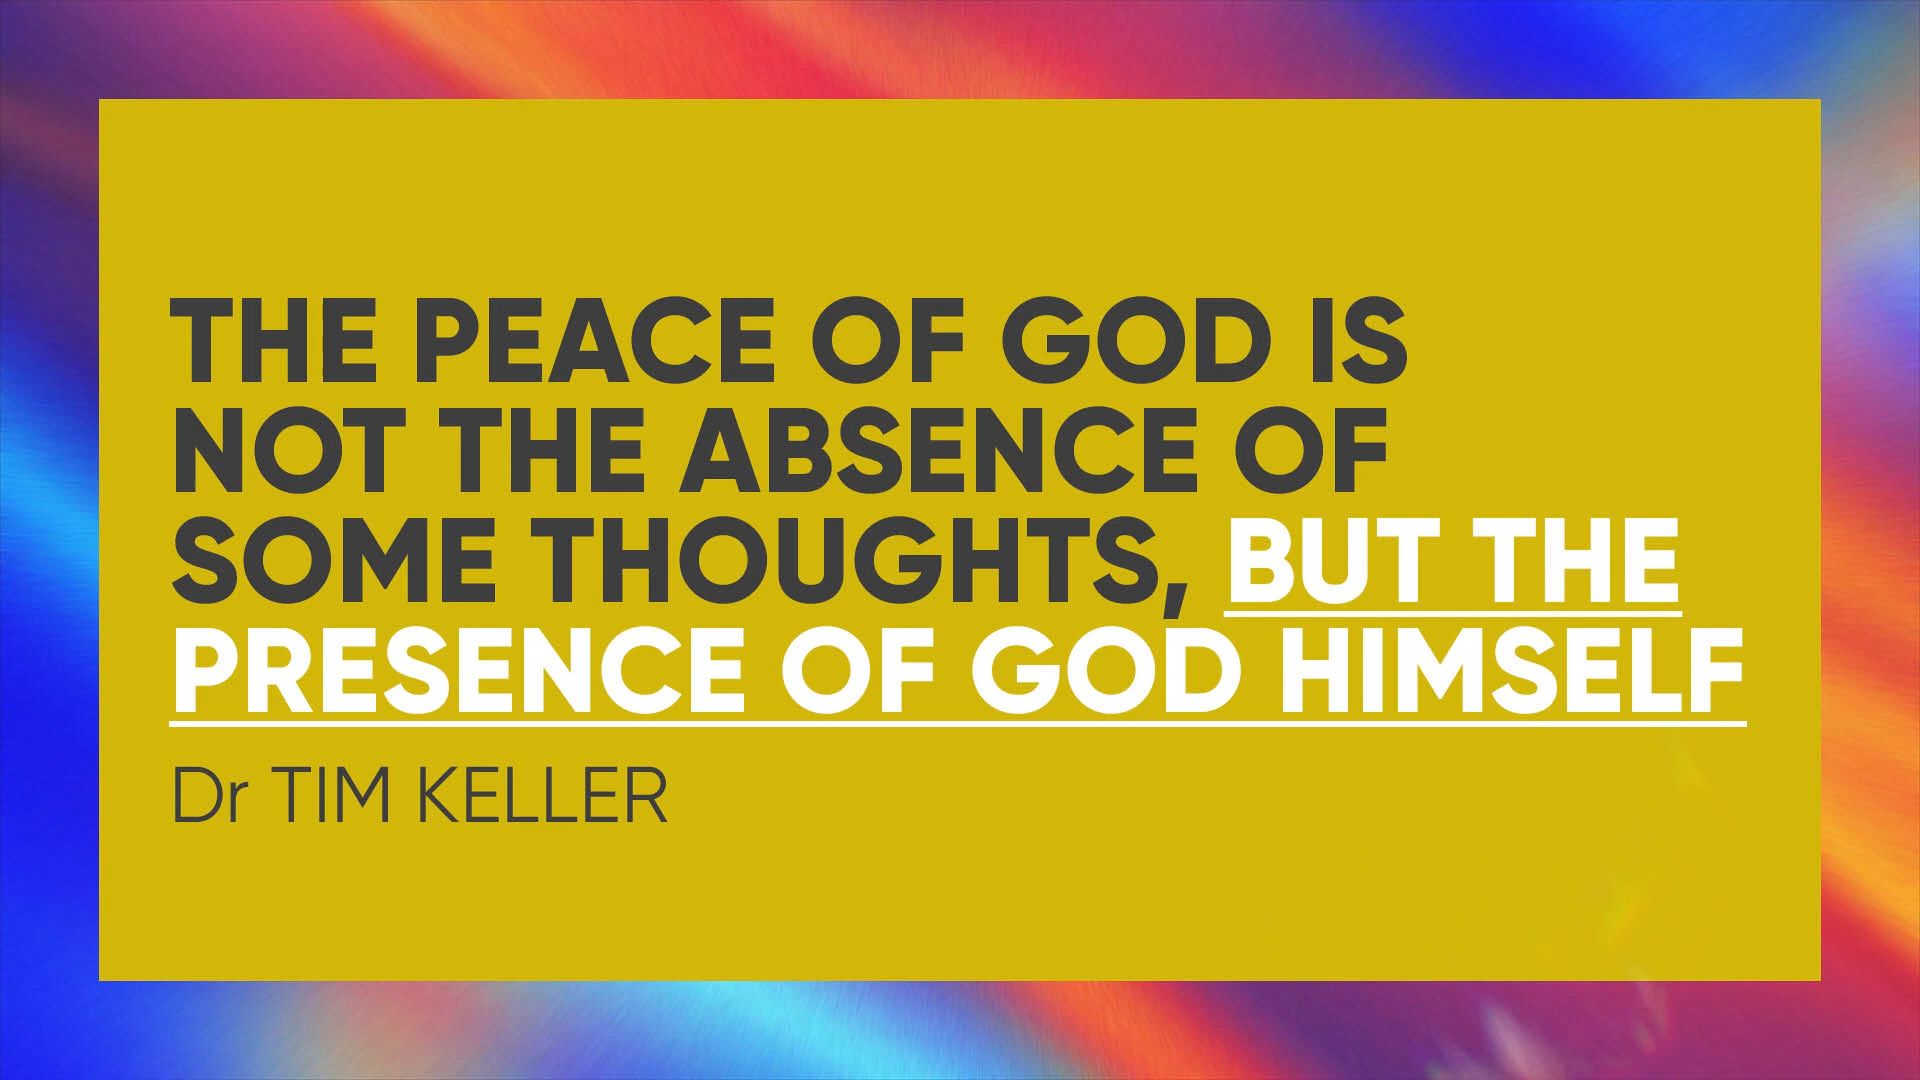 THE PEACE OF GOD IS
NOT THE ABSENCE OF
SOME THOUGHTS, BUT THE
PRESENCE OF GOD HIMSELF
Dr TIM KELLER